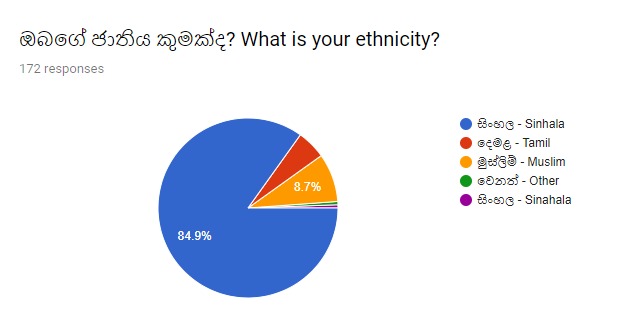 ඔබගේ ජාතිය කුමක්ද? What is your ethnicity?
172 responses
සිංහල - Sinhala
දෙමළ - Tamil
මුස්ලිම් - Muslim
වෙනත් - Other
සිංහල - Sinahala
8.7%
84.9%